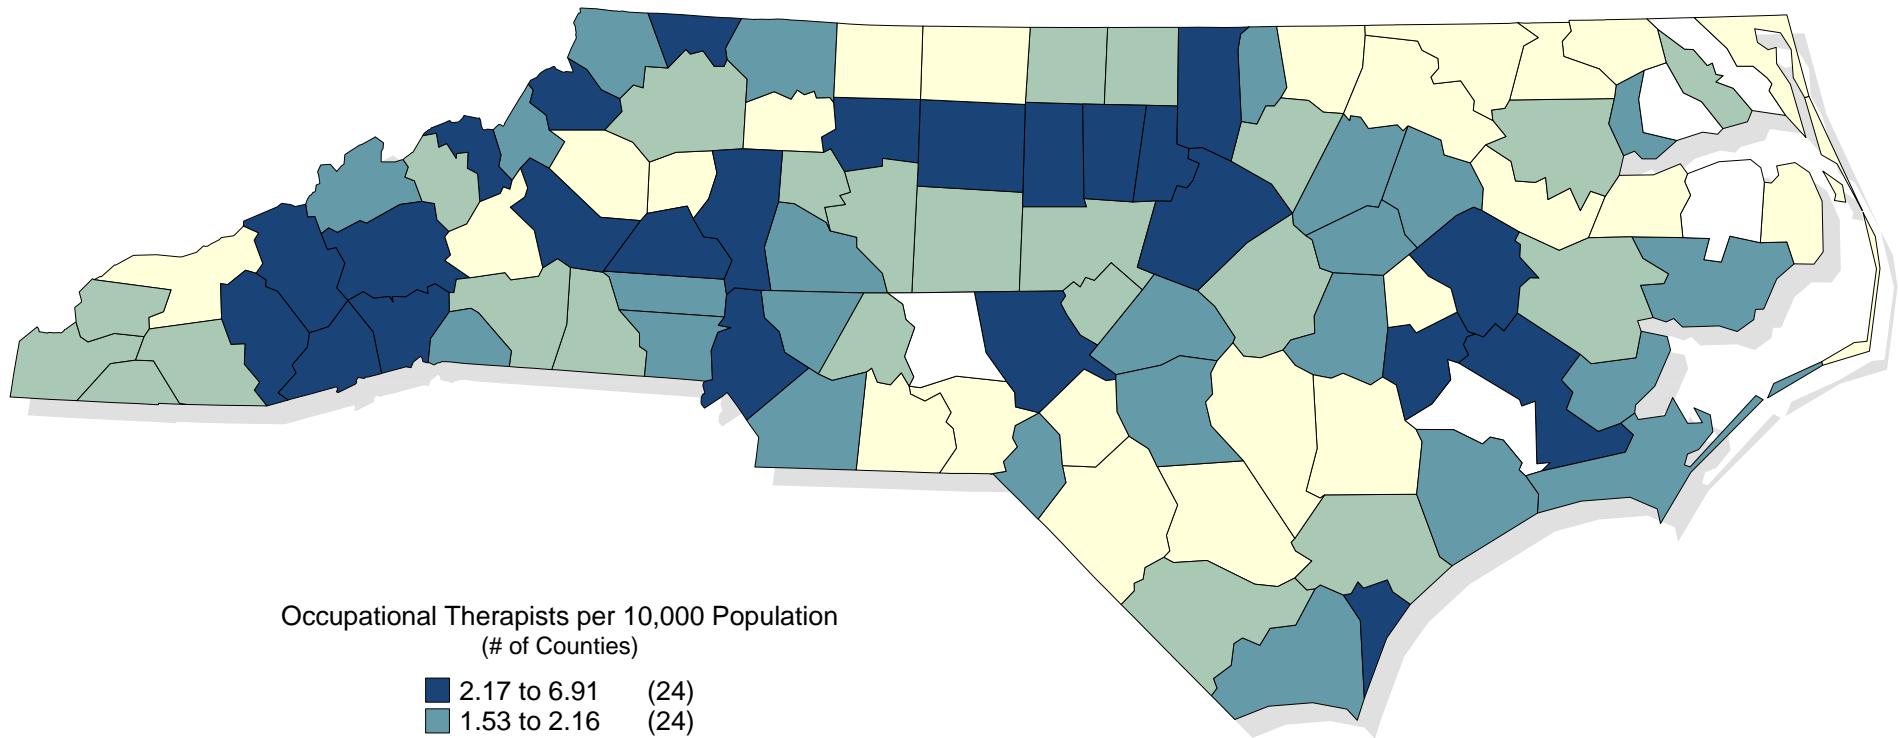 Occupational Therapists per 10,000 Population
(# of Counties)
2.17 to 6.91 (24)
1.53 to 2.16 (24)